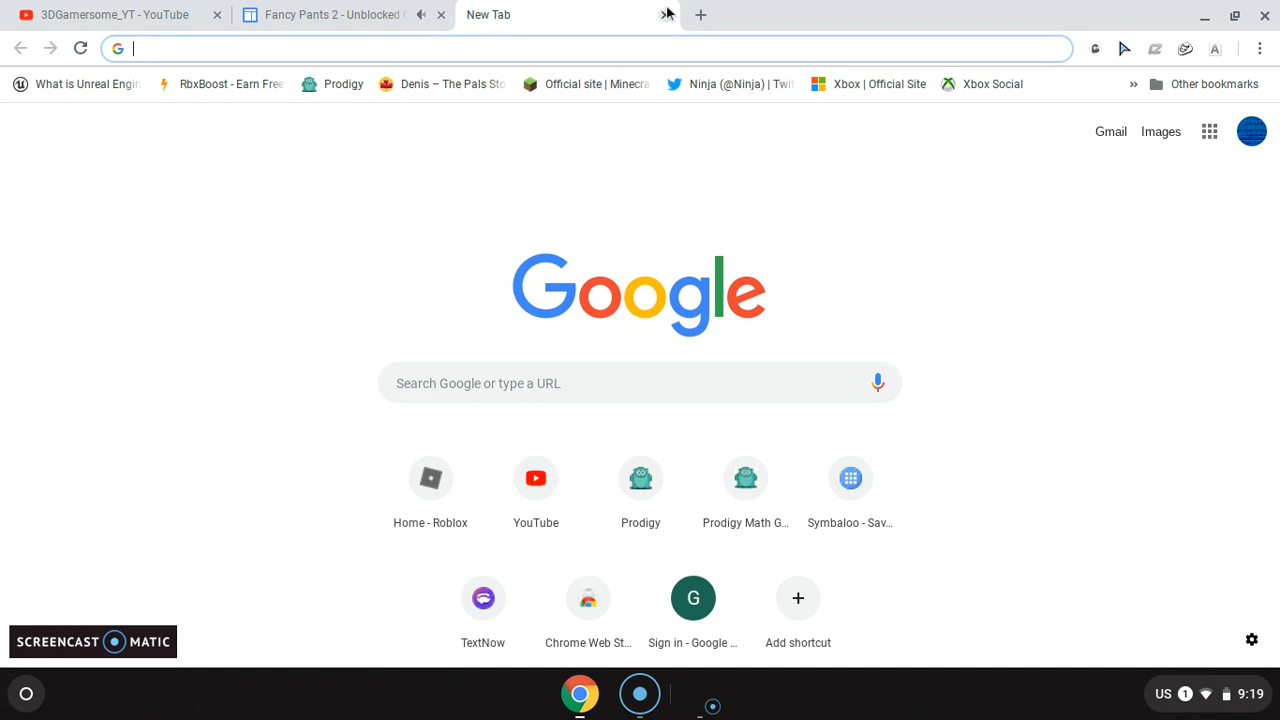 3DGamersome_YT - YouTube
Fancy Pants 2 - Unblocked
New Tab
What is Unreal Engin
RbxBoost - Earn Free
Prodigy
Denis – The Pals Sto
Official site | Minecra
Ninja (@Ninja) | Twit
Xbox | Official Site
Xbox Social
Other bookmarks
Gmail
Images
Google
Search Google or type a URL
Home - Roblox
YouTube
Prodigy
Prodigy Math G...
Symbaloo - Sav...
G
TextNow
Chrome Web St...
Sign in - Google ...
Add shortcut
SCREENCAST MATIC
US 1 9:19